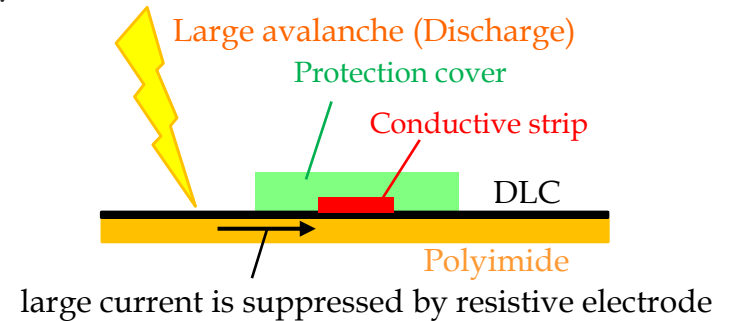 Large avalanche (Discharge)
Protection cover
Conductive strip
DLC
Polyimide
large current is suppressed by resistive electrode